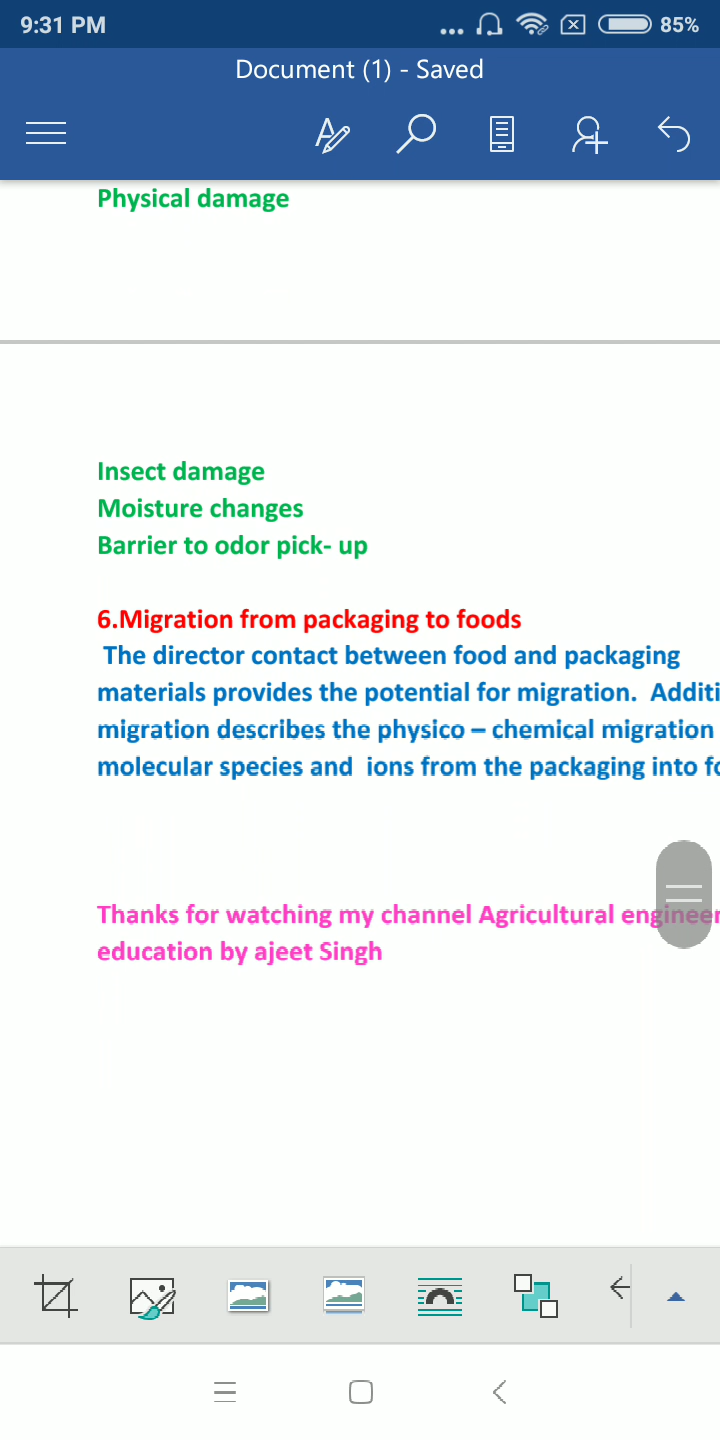 9:31 PM
85%
Document (1) - Saved
Physical damage
Insect damage
Moisture changes
Barrier to odor pick- up
6.Migration from packaging to foods
The director contact between food and packaging
materials provides the potential for migration. Additi
migration describes the physico – chemical migration
molecular species and ions from the packaging into fo
Thanks for watching my channel Agricultural engineer
education by ajeet Singh